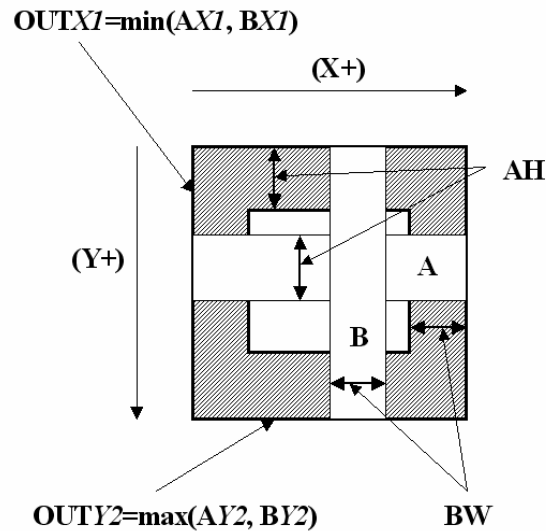 OUTX1=min(AX1, BX1)
(X+)
AH
(Y+)
A
B
OUTY2=max(AY2, BY2)
BW